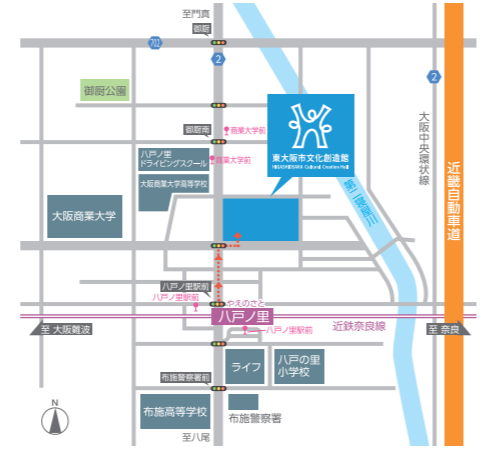 至門真
御厨
702
2
2
御厨公園
御厨南
商業大学前
八戸ノ里
ドライビングスクール
商業大学前
大阪商業大学高等学校
大阪商業大学
東大阪市文化創造館
HIGASHIOSAKA Cultural Creation Hall
第二寝屋川
大阪中央環状線
近畿自動車道
八戸ノ里駅前
八戸ノ里駅前
やえのさと
八戸ノ里
近鉄奈良線
至 大阪難波
至 奈良
八戸ノ里駅前
ライフ
八戸の里
小学校
布施警察署前
布施高等学校
布施警察署
至八尾
N